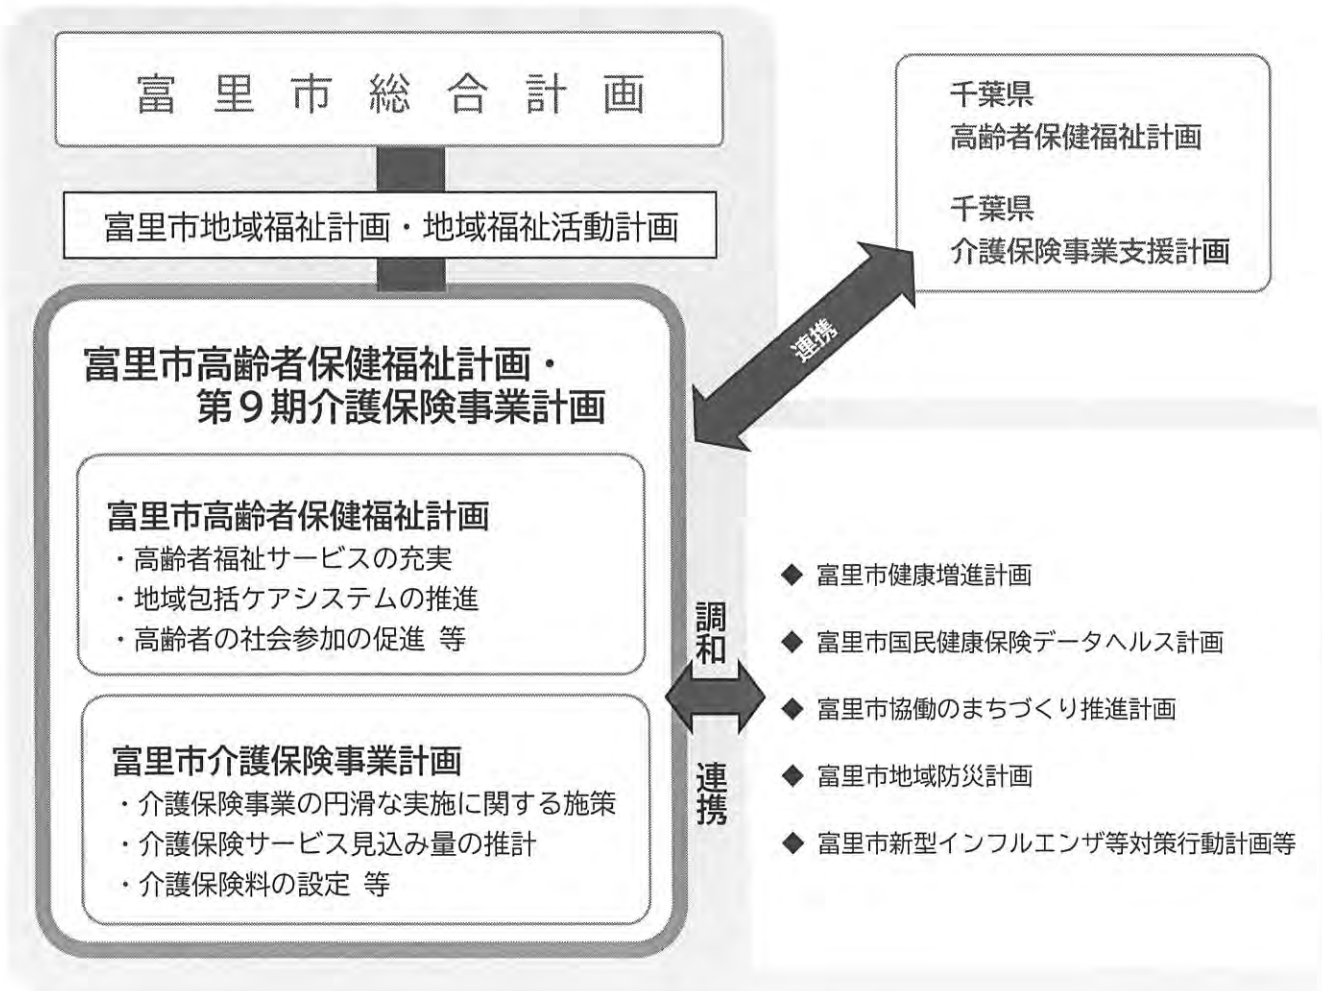 富里市総合計画
富里市地域福祉計画・地域福祉活動計画
千葉県
高齢者保健福祉計画
千葉県
介護保険事業支援計画
連携
富里市高齢者保健福祉計画・
第9期介護保険事業計画
富里市高齢者保健福祉計画
・高齢者福祉サービスの充実
・地域包括ケアシステムの推進
・高齢者の社会参加の促進 等
富里市介護保険事業計画
・介護保険事業の円滑な実施に関する施策
・介護保険サービス見込み量の推計
・介護保険料の設定 等
調和
連携
◆ 富里市健康増進計画
◆ 富里市国民健康保険データヘルス計画
◆ 富里市協働のまちづくり推進計画
◆ 富里市地域防災計画
◆ 富里市新型インフルエンザ等対策行動計画等